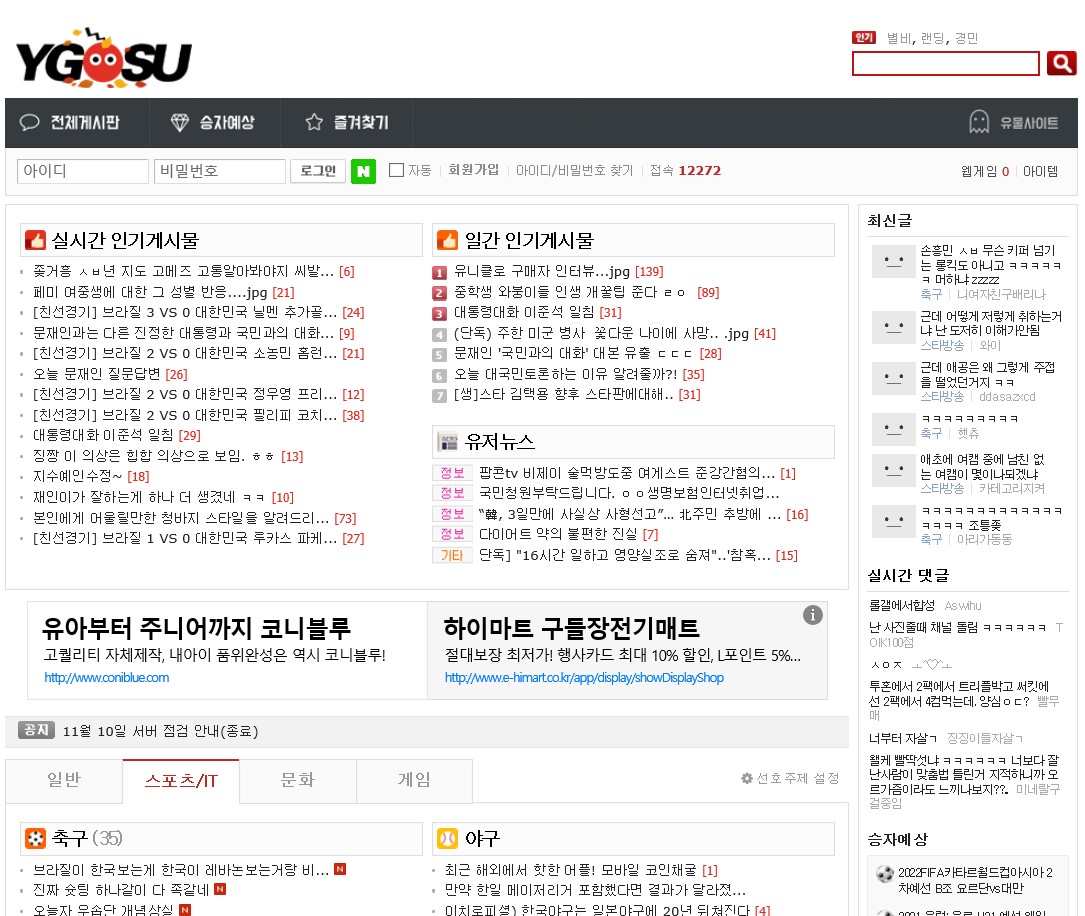 YGOSU
인기 별비, 랜딩, 경민
전체게시판
승자예상
즐겨찾기
유물사이트
아이디
비밀번호
로그인
N
자동
회원가입
아이디/비밀번호 찾기
접속 12272
웹게임 0
아이템
실시간 인기게시물
줒거흥 ㅅㅂ년 지도 고메즈 고통알아봐야지 씨발... [6]
페미 여중생에 대한 그 성별 반응....jpg [21]
[친선경기] 브라질 3 VS 0 대한민국 닐멘 추가골... [24]
문재인과는 다른 진정한 대통령과 국민과의 대화... [9]
[친선경기] 브라질 2 VS 0 대한민국 소농민 홈런... [21]
오늘 문재인 질문답변 [26]
[친선경기] 브라질 2 VS 0 대한민국 정우영 프리... [12]
[친선경기] 브라질 2 VS 0 대한민국 필리피 코치... [38]
대통령대화 이준석 일침 [29]
징짱 이 의상은 힙합 의상으로 보임. ㅎㅎ [13]
지수예인수정~ [18]
재인이가 잘하는게 하나 더 생겼네 ㅋㅋ [10]
본인에게 어울릴만한 청바지 스타일을 알려드리... [73]
[친선경기] 브라질 1 VS 0 대한민국 루카스 파케... [27]
일간 인기게시물
1 유니클로 구매자 인터뷰...jpg [139]
2 중학생 와붕이들 인생 개꿀팁 준다 ㄹㅇ [89]
3 대통령대화 이준석 일침 [31]
4 (단독) 주한 미군 병사 꽃다운 나이에 사망.. .jpg [41]
5 문재인 '국민과의 대화' 대본 유출 ㄷㄷㄷ [28]
6 오늘 대국민토론하는 이유 알려줄까?! [35]
7 [생]스타 김택용 향후 스타판에대해.. [31]
유저뉴스
정보 팝콘tv 비제이 술먹방도중 여게스트 준강간혐의... [1]
정보 국민청원부탁드립니다. ㅇㅇ생명보험인터넷취업...
정보 “韓, 3일만에 사실상 사형선고”… 北주민 추방에 ... [16]
정보 다이어트 약의 불편한 진실 [7]
기타 단독] "16시간 일하고 영양실조로 숨져"..'참혹... [15]
유아부터 주니어까지 코니블루
고퀄리티 자체제작, 내아이 품위완성은 역시 코니블루!
http://www.coniblue.com
하이마트 구들장전기매트
절대보장 최저가! 행사카드 최대 10% 할인, L포인트 5%...
http://www.e-himart.co.kr/app/display/showDisplayShop
공지 11월 10일 서버 점검 안내(종료)
일반
스포츠/IT
문화
게임
선호주제 설정
축구 (35)
브라질이 한국보는게 한국이 레바논보는거랑 비... N
진짜 슛팅 하나같이 다 족같네 N
오늘자 우습단 개념상실 N
야구
최근 해외에서 핫한 어플! 모바일 코인채굴 [1]
만약 한일 메이저리거 포함했다면 결과가 달라졌...
이치로피셜) 한국야구는 일본야구에 20년 뒤쳐진다 [4]
최신글
손흥민 ㅅㅂ 무슨 키퍼 넘기
는 롱킥도 아니고 ㅋㅋㅋㅋㅋ
ㅋ 머하냐 zzzzz
축구 니여자친구배리나
근데 어떻게 저렇게 취하는거
냐 난 도저히 이해가안됨
스타방송 와이
근데 애공은 왜 그렇게 주접
을 떨었던거지 ㅋㅋ
스타방송 ddasazxcd
ㅋㅋㅋㅋㅋㅋㅋㅋㅋ
축구 헷츄
애초에 여캠 중에 남친 없
는 여캠이 몇이나되겠냐
스타방송 카테고리지켜
ㅋㅋㅋㅋㅋㅋㅋㅋㅋㅋㅋㅋㅋ
ㅋㅋㅋㅋ 조틍줒
축구 아리가동동
실시간 댓글
롤갤에서합성 Aswihu
난 사진줄때 채널 돌림 ㅋㅋㅋㅋㅋㅋ T
OIK100점
ㅅㅇㅈ ㅗ♡ㅗ
투혼에서 2팩에서 트리플박고 써킷에
선 2팩에서 4컴먹는데. 양심ㅇㄷ? 빨무
매
너부터 자살ㄱ 징징이들자살ㄱ
왤케 빨딱섯냐 ㅋㅋㅋㅋㅋㅋ 너보다 잘
난사람이 맞춤법 틀린거 지적하니까 오
르가즘이라도 느끼나보지??.. 미네랄구
걸중임
승자예상
2022FIFA카타르월드컵아시아 2
차예선 B조 요르단vs대만